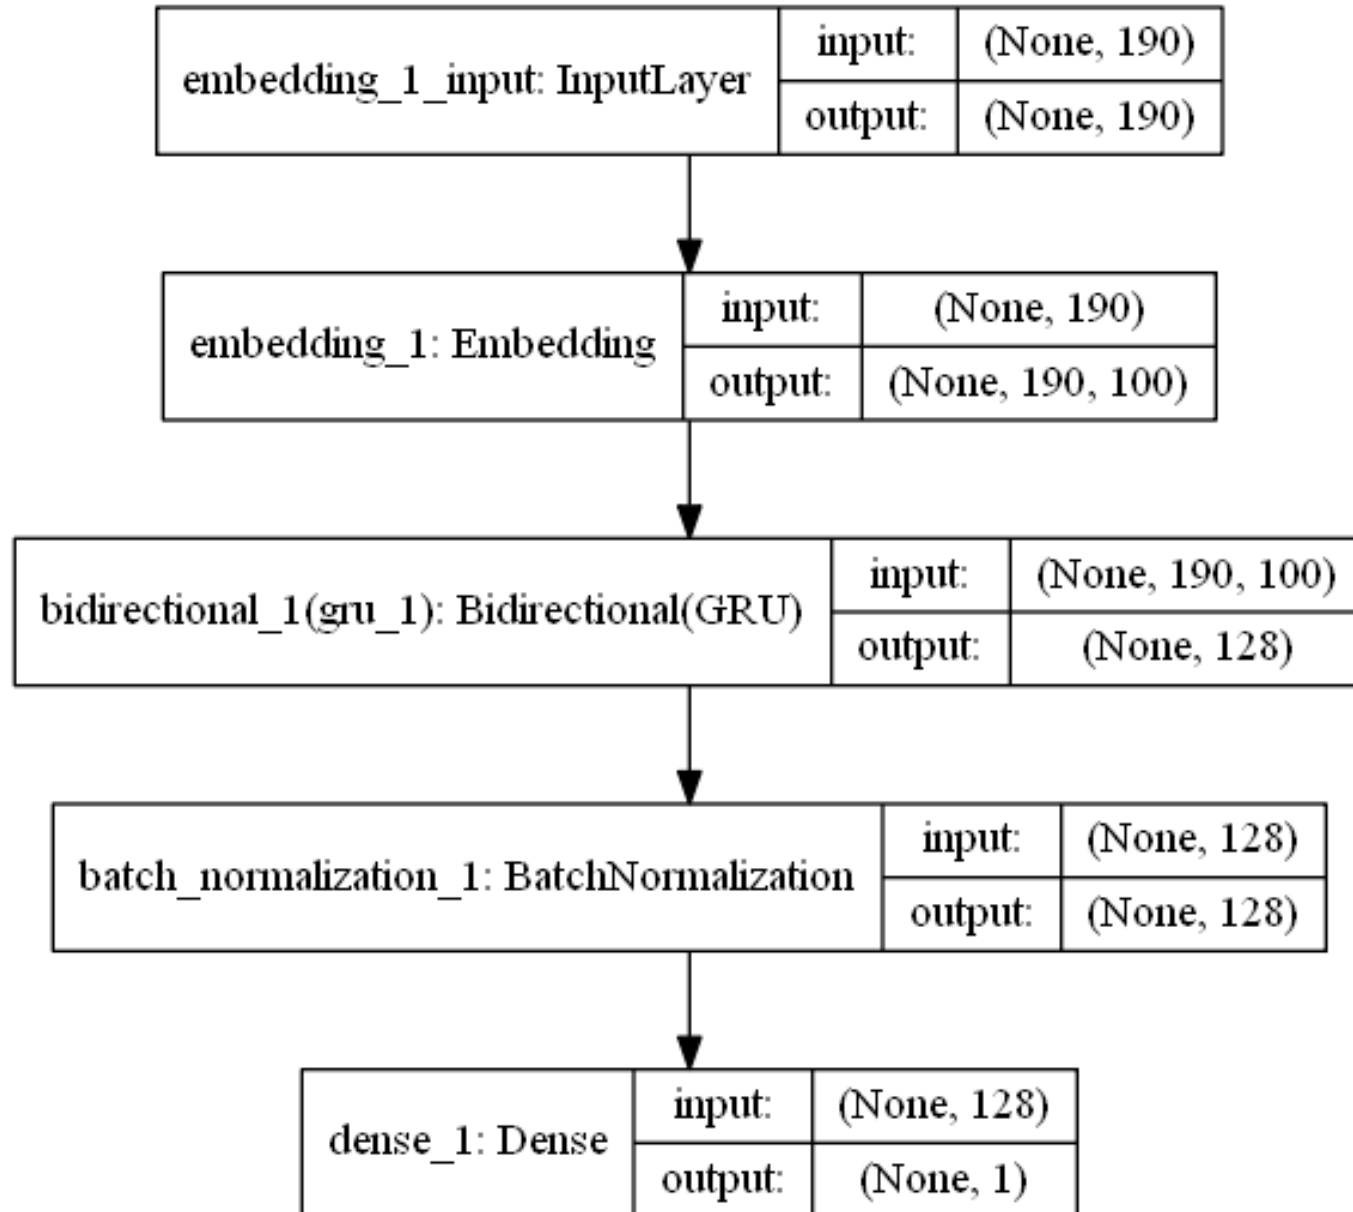 embedding_1_input: InputLayer
input: (None, 190)
output: (None, 190)
embedding_1: Embedding
input: (None, 190)
output: (None, 190, 100)
bidirectional_1(gru_1): Bidirectional(GRU)
input: (None, 190, 100)
output: (None, 128)
batch_normalization_1: BatchNormalization
input: (None, 128)
output: (None, 128)
dense_1: Dense
input: (None, 128)
output: (None, 1)